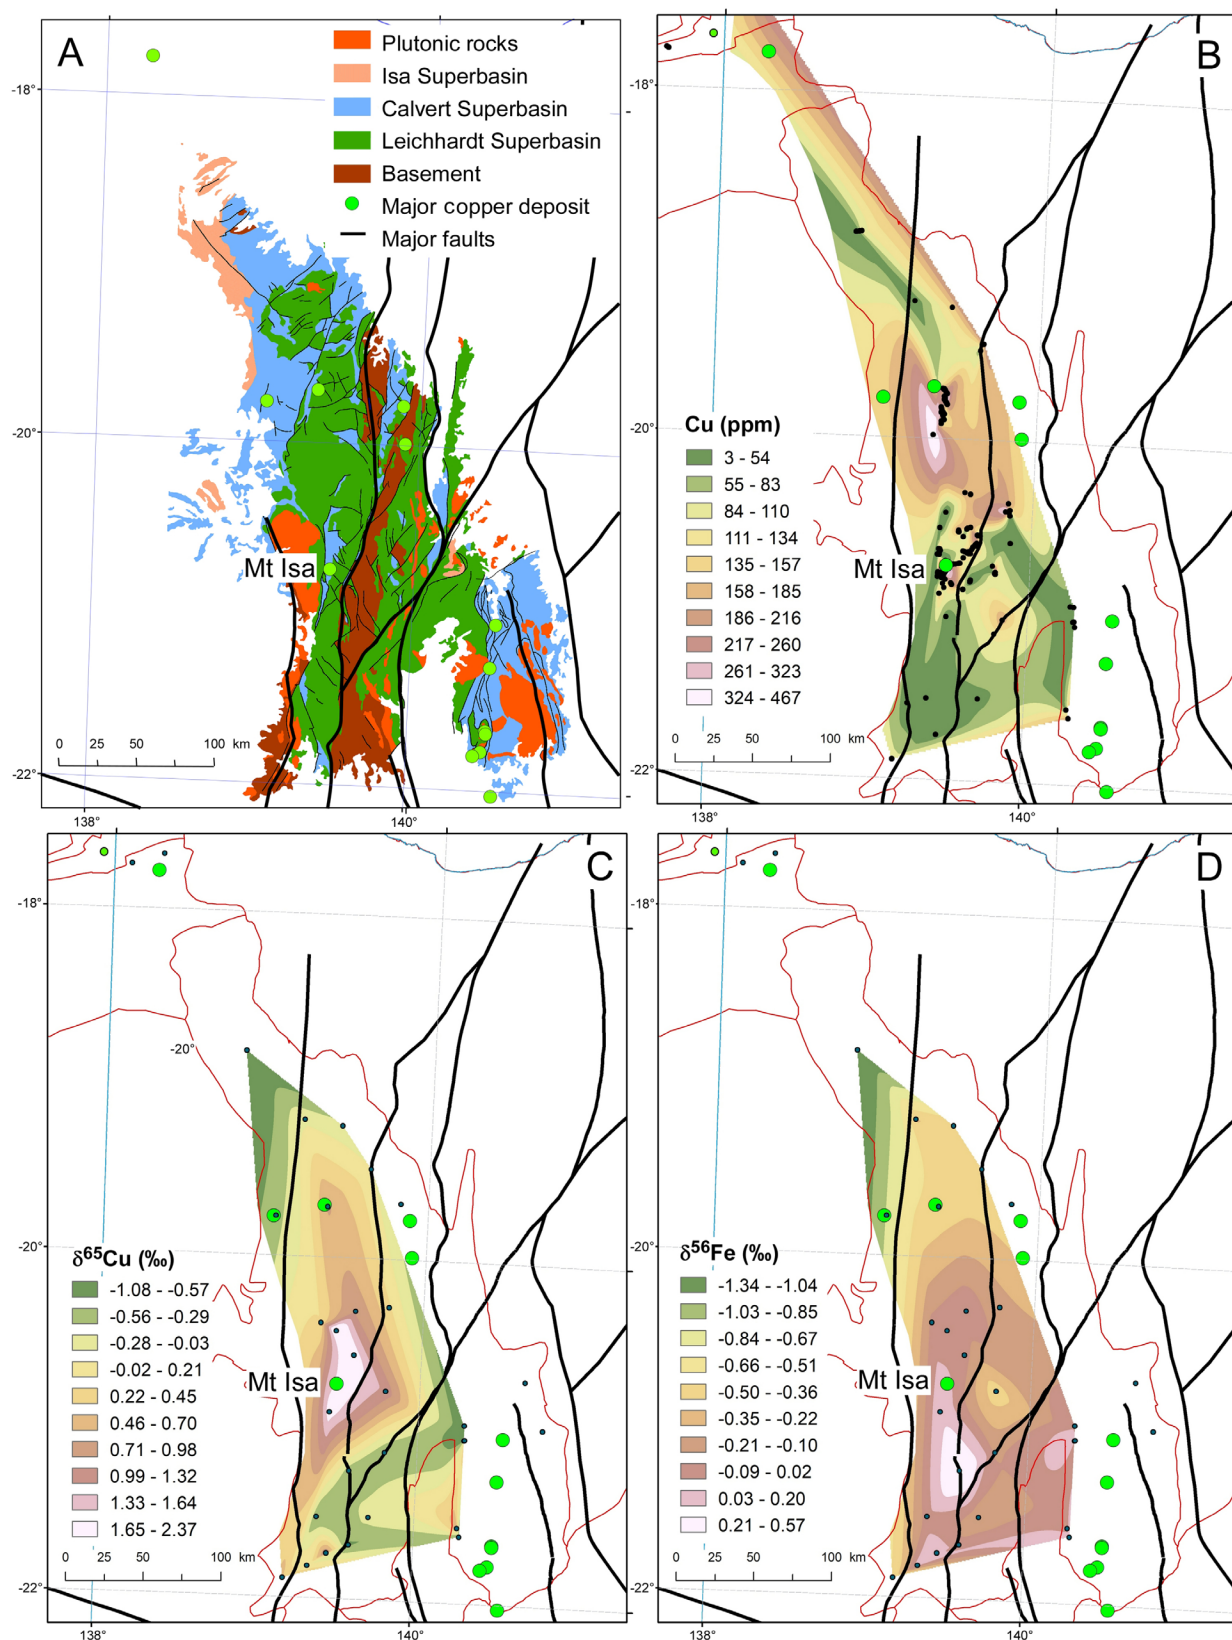 A
Plutonic rocks
Isa Superbasin
Calvert Superbasin
Leichhardt Superbasin
Basement
Major copper deposit
Major faults
-18°
-20°
Mt Isa
0 25 50 100 km
-22°
138°
140°
B
-18°
-20°
Cu (ppm)
3 - 54
55 - 83
84 - 110
111 - 134
135 - 157
158 - 185
186 - 216
217 - 260
261 - 323
324 - 467
Mt Isa
0 25 50 100 km
-22°
138°
140°
C
-18°
-20°
-20°
δ65Cu (‰)
-1.08 - -0.57
-0.56 - -0.29
-0.28 - -0.03
-0.02 - 0.21
0.22 - 0.45
0.46 - 0.70
0.71 - 0.98
0.99 - 1.32
1.33 - 1.64
1.65 - 2.37
Mt Isa
0 25 50 100 km
-22°
138°
140°
D
-18°
-20°
δ56Fe (‰)
-1.34 - -1.04
-1.03 - -0.85
-0.84 - -0.67
-0.66 - -0.51
-0.50 - -0.36
-0.35 - -0.22
-0.21 - -0.10
-0.09 - 0.02
0.03 - 0.20
0.21 - 0.57
Mt Isa
0 25 50 100 km
-22°
138°
140°